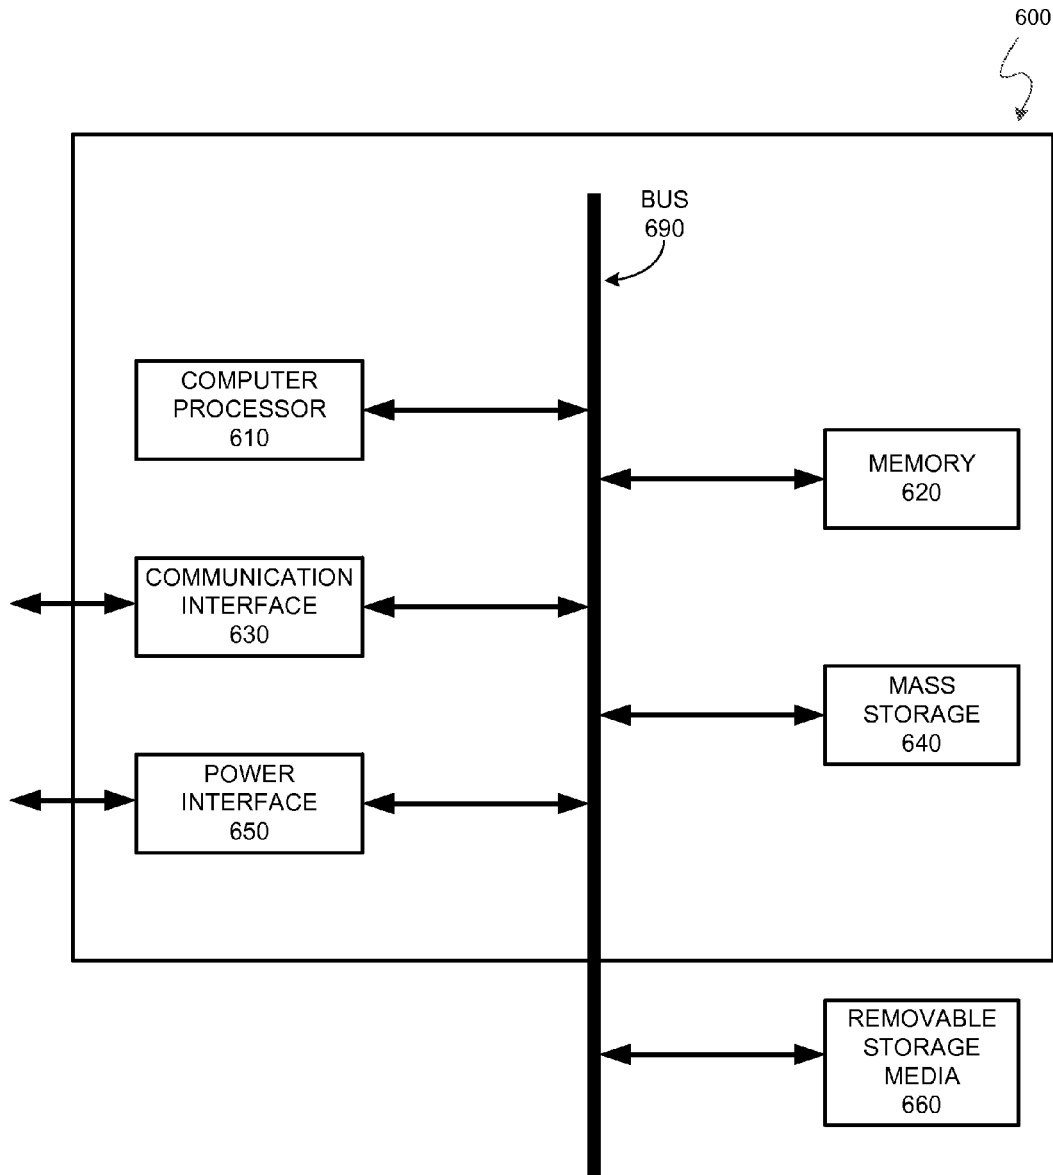 600
BUS
690
COMPUTER
PROCESSOR
610
MEMORY
620
COMMUNICATION
INTERFACE
630
MASS
STORAGE
640
POWER
INTERFACE
650
REMOVABLE
STORAGE
MEDIA
660